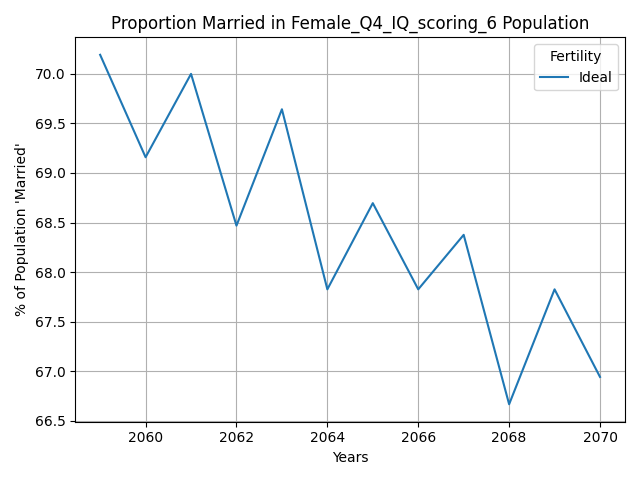 Proportion Married in Female_Q4_IQ_scoring_6 Population
Fertility
Ideal
% of Population 'Married'
70.0
69.5
69.0
68.5
68.0
67.5
67.0
66.5
2060 2062 2064 2066 2068 2070
Years